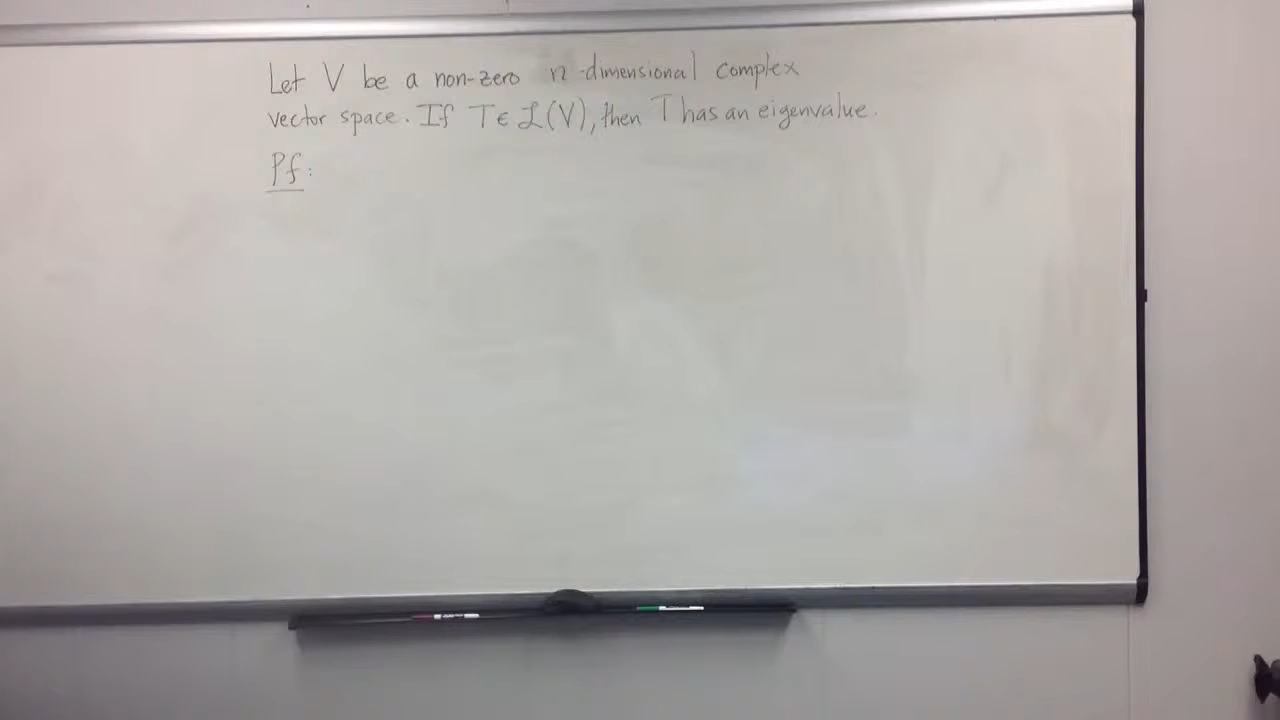 Let V be a non-zero n-dimensional complex
vector space. If T ∈ ℒ(V), then T has an eigenvalue.
Pf: